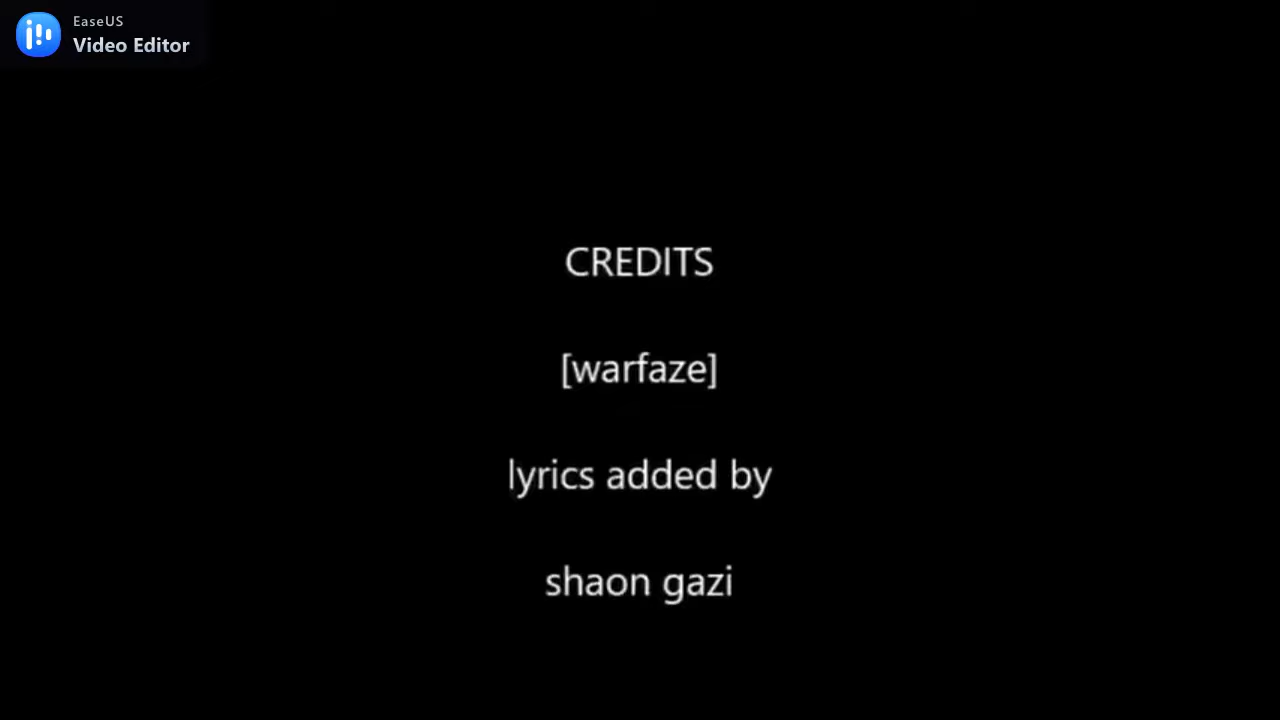 EaseUS
Video Editor
CREDITS
[warfaze]
lyrics added by
shaon gazi